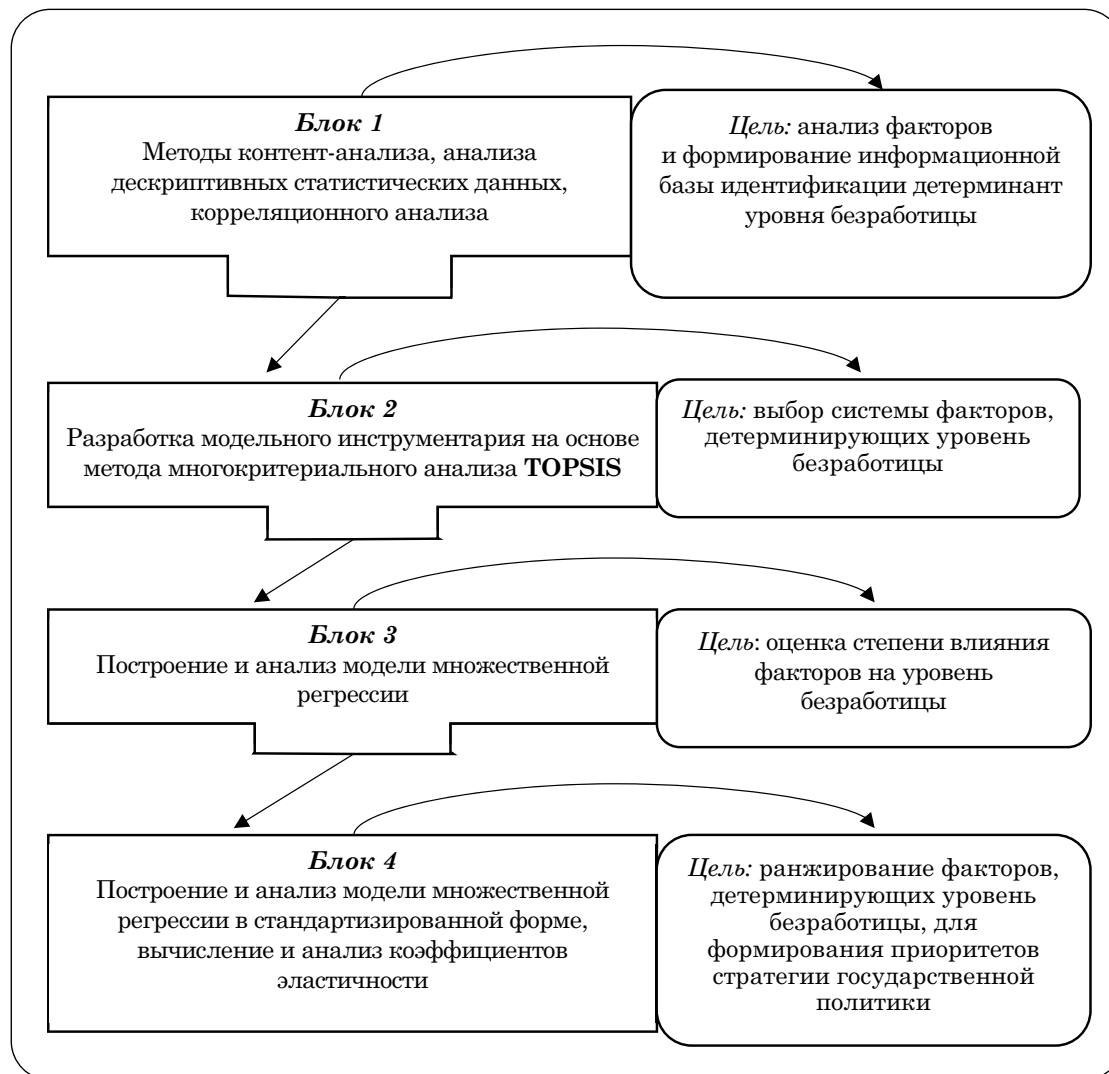 Блок 1
Методы контент-анализа, анализа
дескриптивных статистических данных,
корреляционного анализа
Цель: анализ факторов
и формирование информационной
базы идентификации детерминант
уровня безработицы
Блок 2
Разработка модельного инструментария на основе
метода многокритериального анализа TOPSIS
Цель: выбор системы факторов,
детерминирующих уровень
безработицы
Блок 3
Построение и анализ модели множественной
регрессии
Цель: оценка степени влияния
факторов на уровень
безработицы
Блок 4
Построение и анализ модели множественной
регрессии в стандартизированной форме,
вычисление и анализ коэффициентов
эластичности
Цель: ранжирование факторов,
детерминирующих уровень
безработицы, для
формирования приоритетов
стратегии государственной
политики